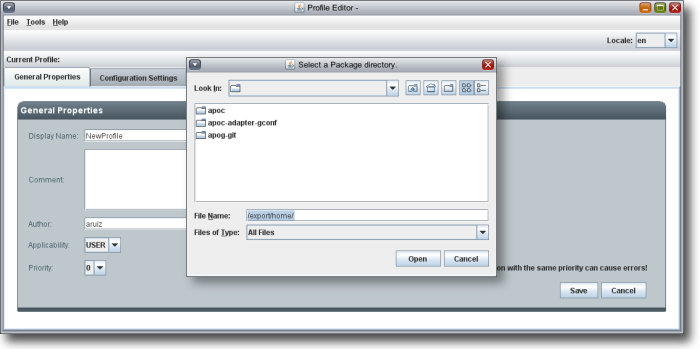 Profile Editor -
File Tools Help
Locale: en
Current Profile:
General Properties Configuration Settings
Select a Package directory.
Look In:
apoc
apoc-adapter-gconf
apog-git
File Name: /export/home/
Files of Type: All Files
Open Cancel
General Properties
Display Name: NewProfile
Comment:
Author: aruiz
Applicability: USER
Priority: 0
on with the same priority can cause errors!
Save Cancel